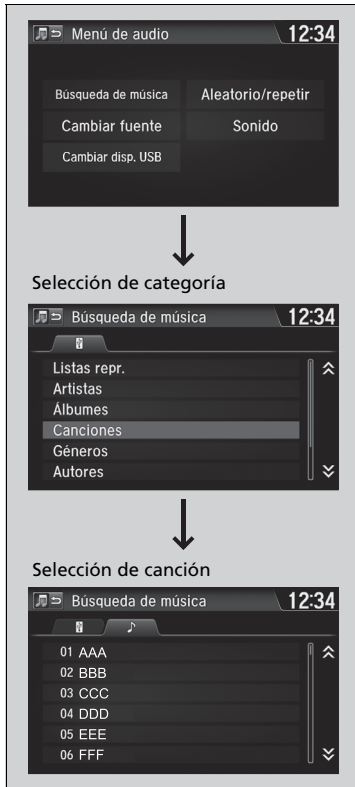 Menú de audio 12:34
Búsqueda de música Aleatorio/repetir
Cambiar fuente Sonido
Cambiar disp. USB
Selección de categoría
Búsqueda de música 12:34
Listas repr.
Artistas
Álbumes
Canciones
Géneros
Autores
Selección de canción
Búsqueda de música 12:34
01 AAA
02 BBB
03 CCC
04 DDD
05 EEE
06 FFF